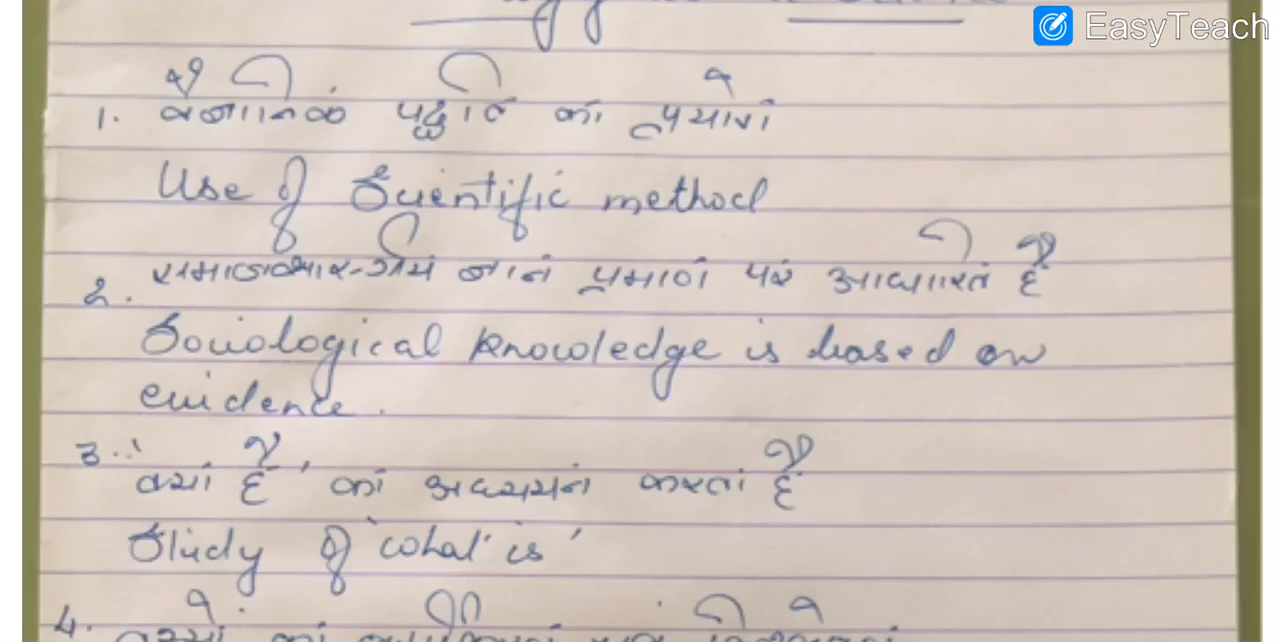 EasyTeach
1. वैज्ञानिक पद्धति का प्रयोग
Use of Scientific method
2. समाजशास्त्रीय ज्ञान प्रमाण पर आधारित है
Sociological knowledge is based on
evidence.
3. 'क्या है' का अध्ययन करता है
Study of 'what is'
4.